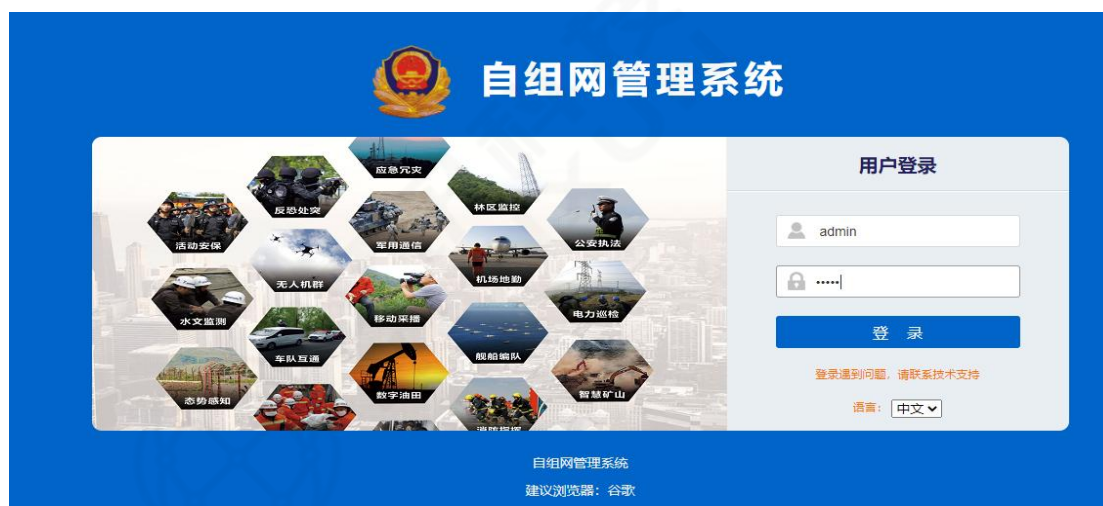 自组网管理系统
用户登录
应急冗灾
反恐处突
林区监控
活动安保
军用通信
公安执法
无人机群
机场地勤
水文监测
移动采播
电力巡检
车队互通
舰船编队
态势感知
数字油田
智慧矿山
消防指挥
admin
•••••
登 录
登录遇到问题，请联系技术支持
语言： 中文
自组网管理系统
建议浏览器：谷歌